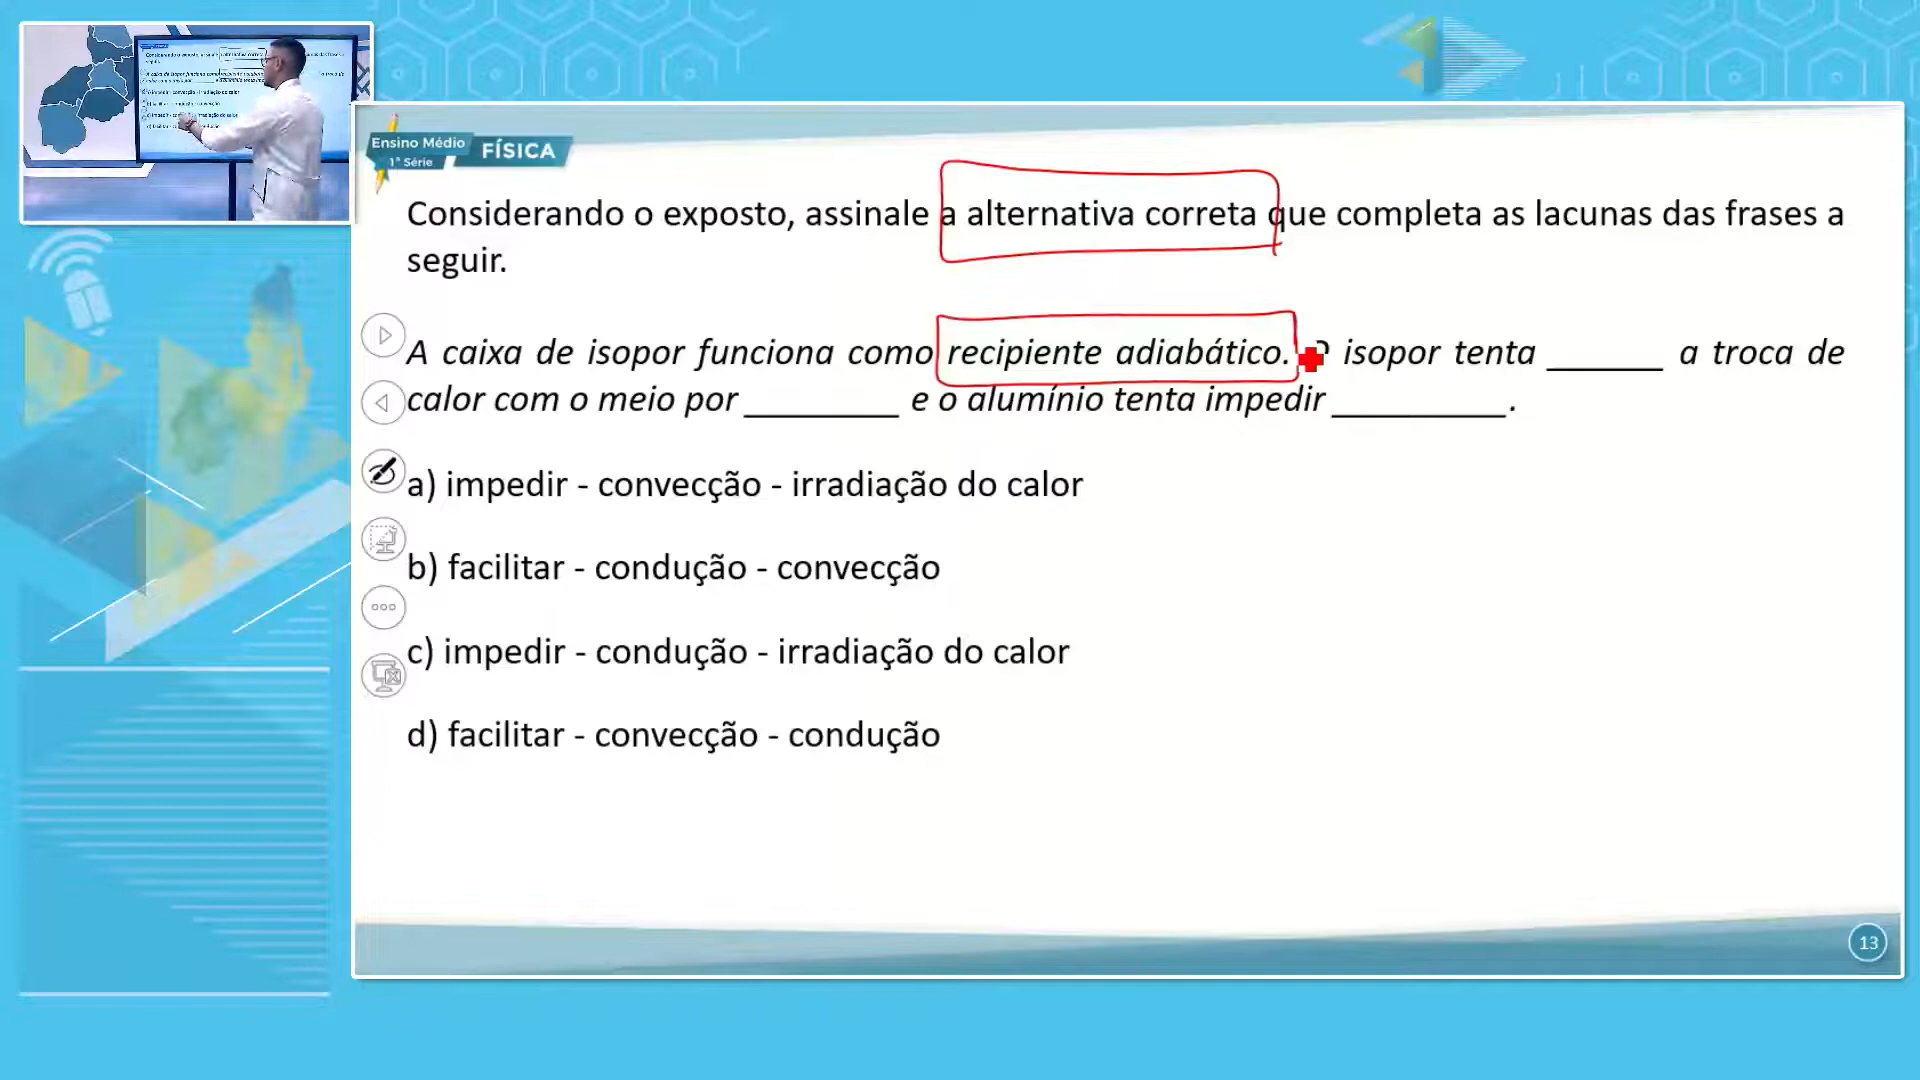 Ensino Médio
1ª Série
FÍSICA
Considerando o exposto, assinale a alternativa correta que completa as lacunas das frases a
seguir.
A caixa de isopor funciona como recipiente adiabático. O isopor tenta ______ a troca de
calor com o meio por ________ e o alumínio tenta impedir _________.
a) impedir - convecção - irradiação do calor
b) facilitar - condução - convecção
c) impedir - condução - irradiação do calor
d) facilitar - convecção - condução
13